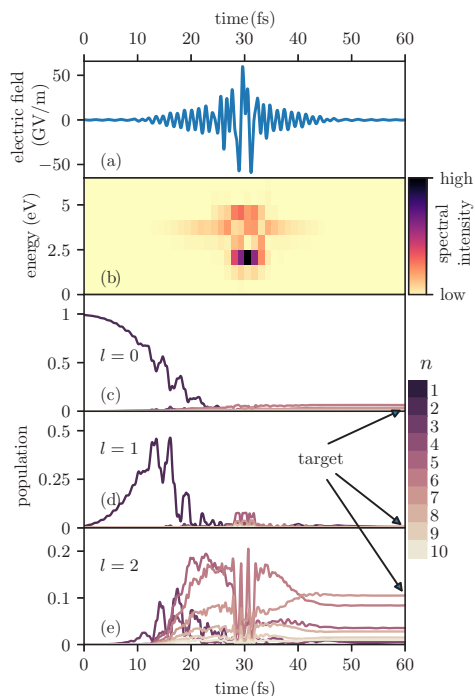 time (fs)
0 10 20 30 40 50 60
electric field
(GV/m)
50
0
−50
(a)
energy (eV)
5
2.5
0
(b)
high
low
spectral
intensity
1
0.5
0
l = 0
(c)
n
1
2
3
4
5
6
7
8
9
10
population
0.5
0.25
0
l = 1
(d)
target
0.2
0.1
0
l = 2
(e)
0 10 20 30 40 50 60
time (fs)